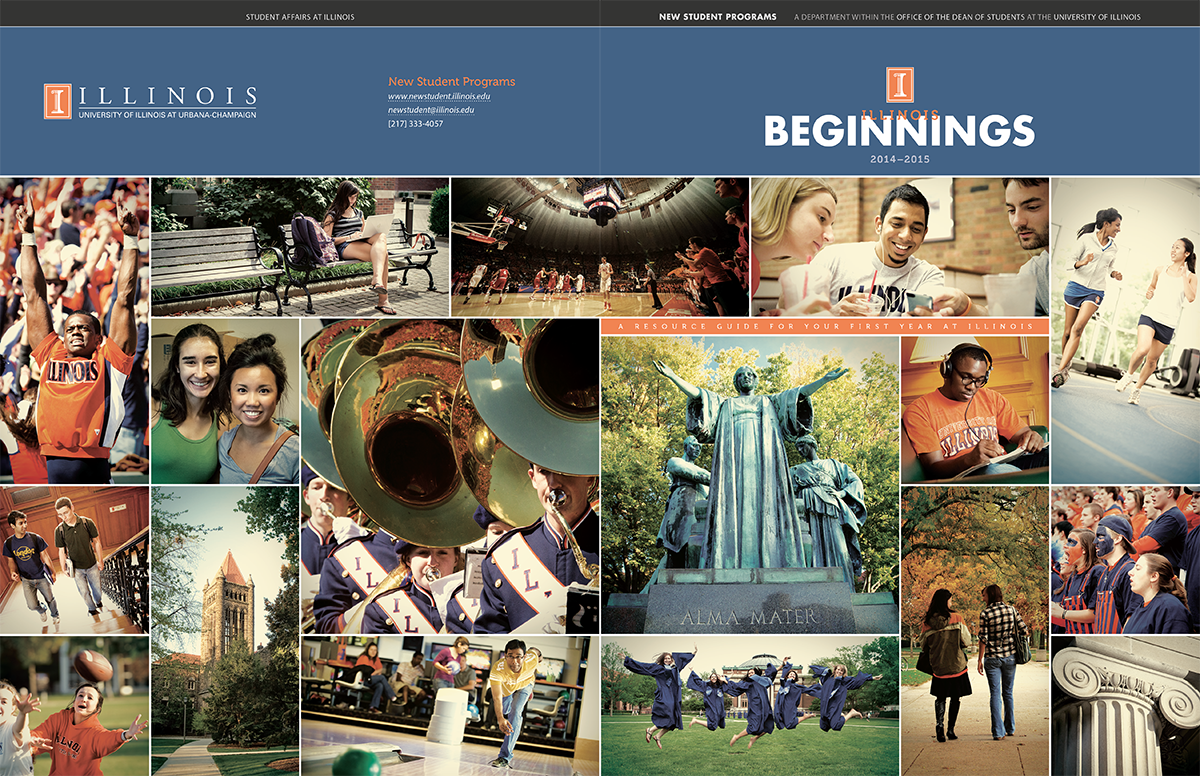 STUDENT AFFAIRS AT ILLINOIS
I ILLINOIS
UNIVERSITY OF ILLINOIS AT URBANA-CHAMPAIGN
New Student Programs
www.newstudent.illinois.edu
newstudent@illinois.edu
(217) 333-4057
NEW STUDENT PROGRAMS A DEPARTMENT WITHIN THE OFFICE OF THE DEAN OF STUDENTS AT THE UNIVERSITY OF ILLINOIS
I
ILLINOIS
BEGINNINGS
2014–2015
ILLINOIS
A RESOURCE GUIDE FOR YOUR FIRST YEAR AT ILLINOIS
ALMA MATER
ILLINOIS
IL
ILLI
IL